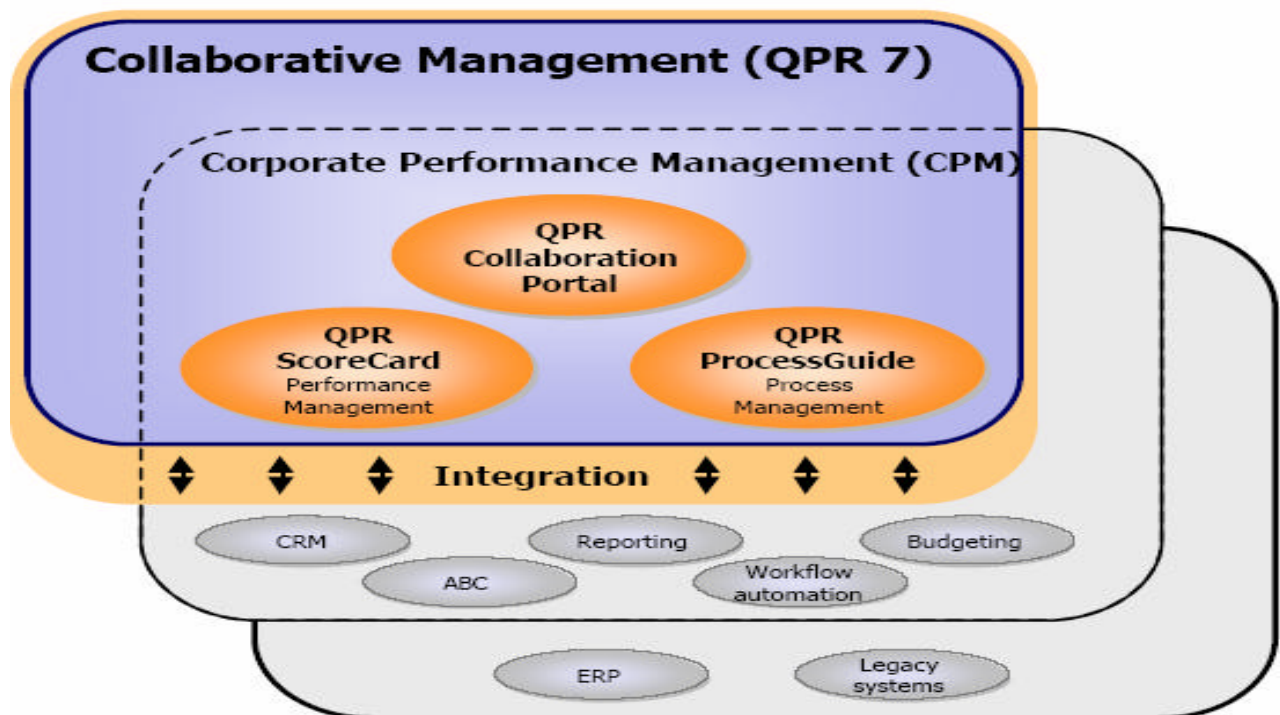 Collaborative Management (QPR 7)
Corporate Performance Management (CPM)
QPR
Collaboration
Portal
QPR
ScoreCard
Performance
Management
QPR
ProcessGuide
Process
Management
Integration
CRM
Reporting
Budgeting
ABC
Workflow
automation
ERP
Legacy
systems